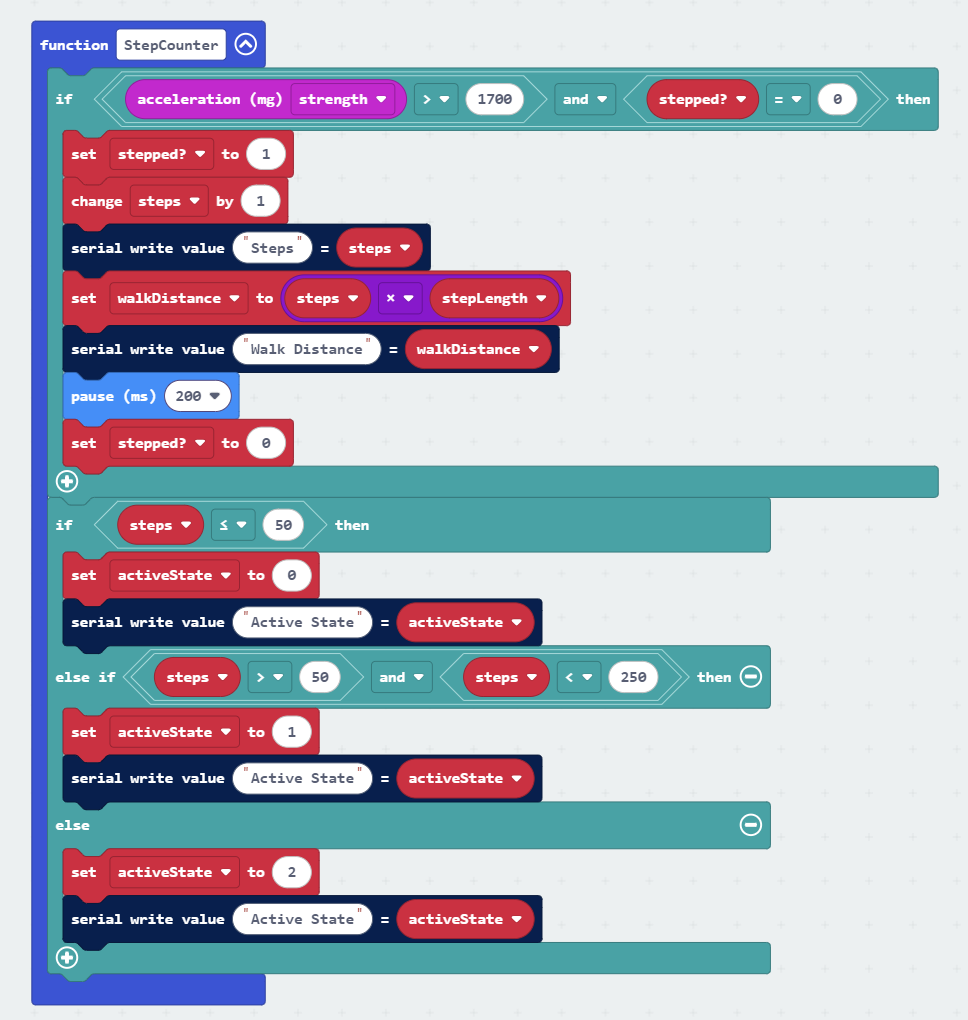 function StepCounter
if acceleration (mg) strength > 1700 and stepped? = 0 then
set stepped? to 1
change steps by 1
serial write value "Steps" = steps
set walkDistance to steps × stepLength
serial write value "Walk Distance" = walkDistance
pause (ms) 200
set stepped? to 0
if steps ≤ 50 then
set activeState to 0
serial write value "Active State" = activeState
else if steps > 50 and steps < 250 then
set activeState to 1
serial write value "Active State" = activeState
else
set activeState to 2
serial write value "Active State" = activeState